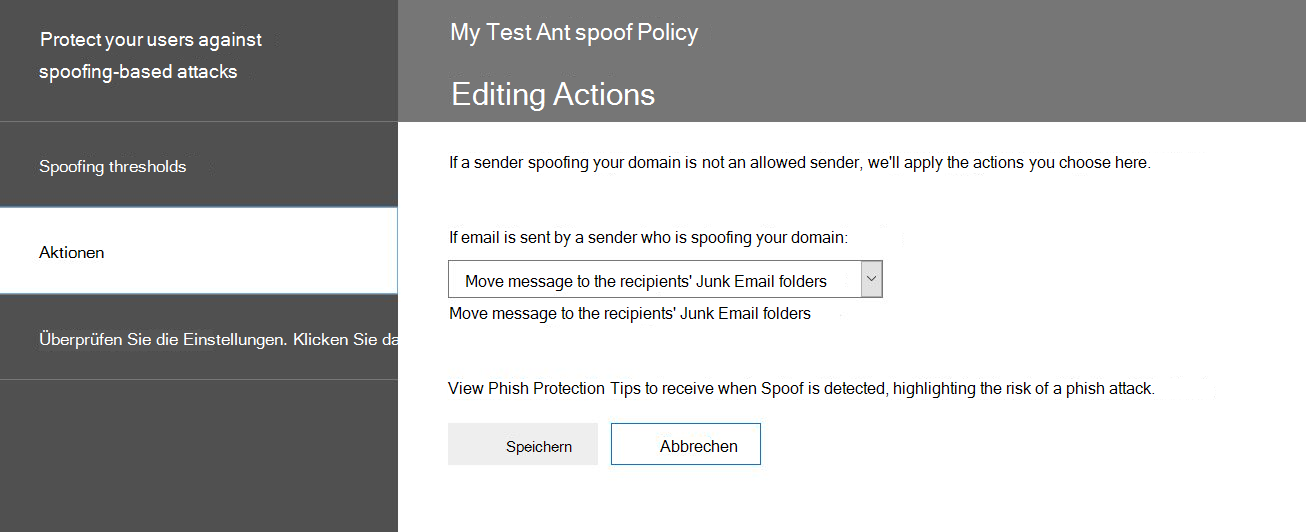 Protect your users against
spoofing-based attacks
Spoofing thresholds
Aktionen
Überprüfen Sie die Einstellungen. Klicken Sie da
My Test Ant spoof Policy
Editing Actions
If a sender spoofing your domain is not an allowed sender, we'll apply the actions you choose here.
If email is sent by a sender who is spoofing your domain:
Move message to the recipients' Junk Email folders
Move message to the recipients' Junk Email folders
View Phish Protection Tips to receive when Spoof is detected, highlighting the risk of a phish attack.
Speichern Abbrechen